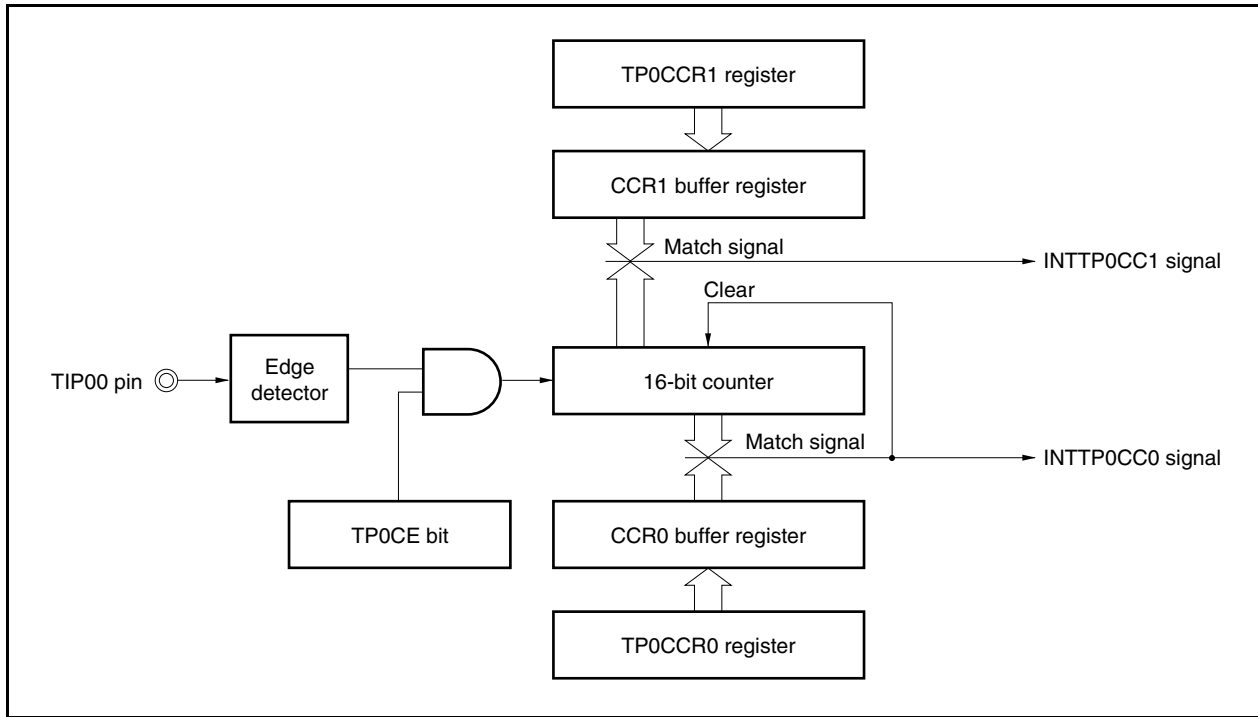 TP0CCR1 register
CCR1 buffer register
Match signal
INTTP0CC1 signal
Clear
TIP00 pin
Edge
detector
16-bit counter
Match signal
INTTP0CC0 signal
TP0CE bit
CCR0 buffer register
TP0CCR0 register